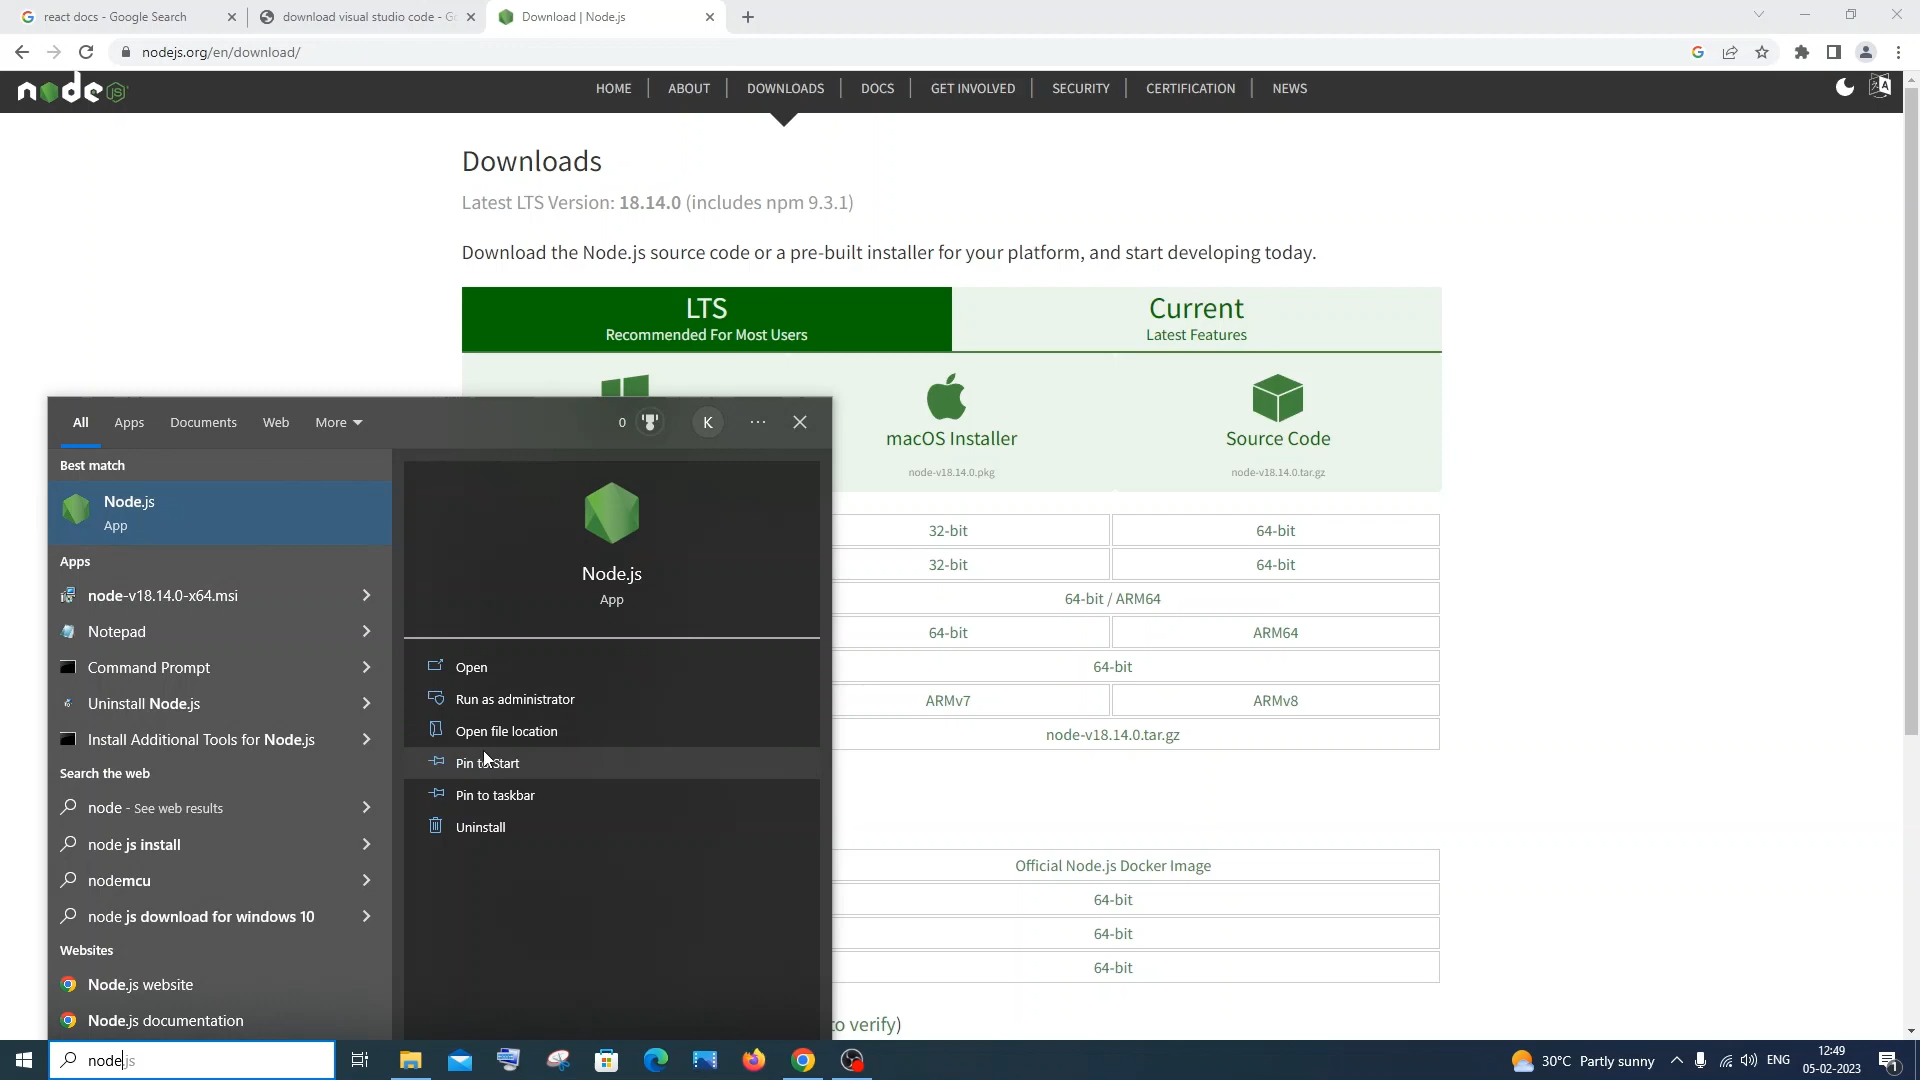 react docs - Google Search
download visual studio code - Go
Download | Node.js
nodejs.org/en/download/
node JS
HOME
ABOUT
DOWNLOADS
DOCS
GET INVOLVED
SECURITY
CERTIFICATION
NEWS
Downloads
Latest LTS Version: 18.14.0 (includes npm 9.3.1)
Download the Node.js source code or a pre-built installer for your platform, and start developing today.
LTS
Recommended For Most Users
Current
Latest Features
macOS Installer
node-v18.14.0.pkg
Source Code
node-v18.14.0.tar.gz
32-bit
64-bit
32-bit
64-bit
64-bit / ARM64
64-bit
ARM64
64-bit
ARMv7
ARMv8
node-v18.14.0.tar.gz
Official Node.js Docker Image
64-bit
64-bit
64-bit
to verify)
All
Apps
Documents
Web
More
0
K
Best match
Node.js
App
Apps
node-v18.14.0-x64.msi
Notepad
Command Prompt
Uninstall Node.js
Install Additional Tools for Node.js
Search the web
node - See web results
node js install
nodemcu
node js download for windows 10
Websites
Node.js website
Node.js documentation
Node.js
App
Open
Run as administrator
Open file location
Pin to Start
Pin to taskbar
Uninstall
node.js
30°C Partly sunny
ENG
12:49
05-02-2023
1